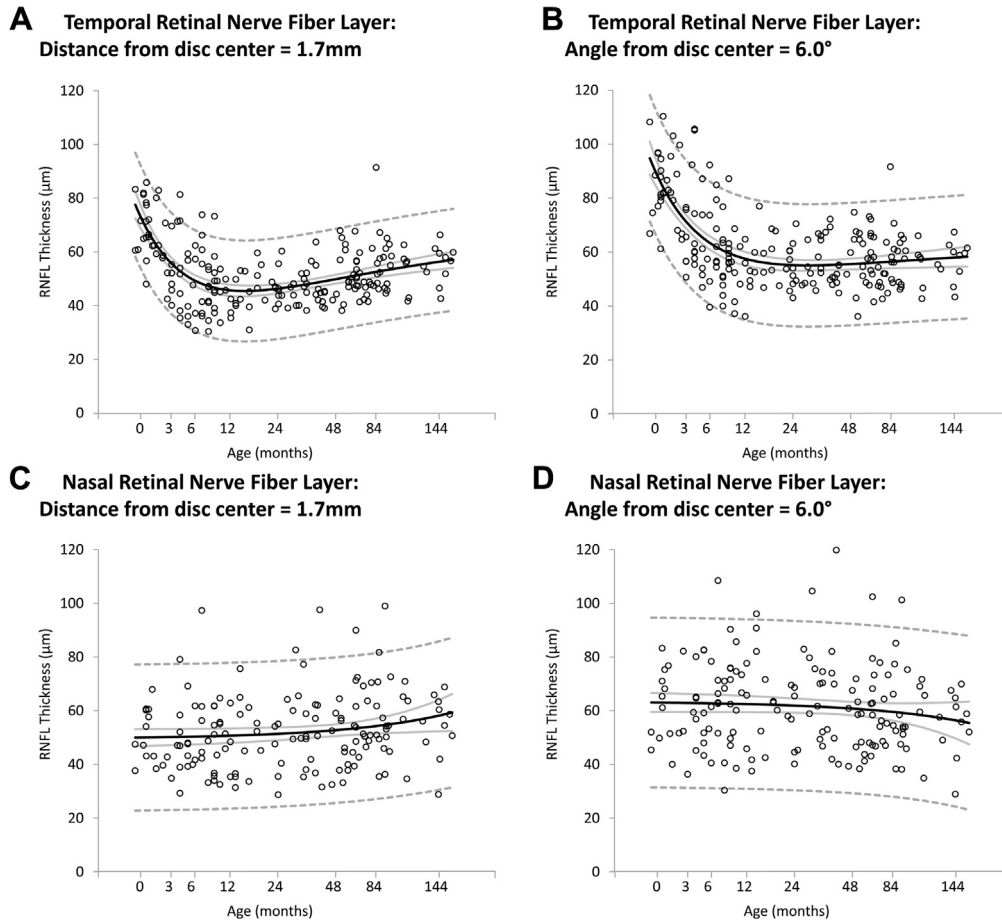 A
Temporal Retinal Nerve Fiber Layer:
Distance from disc center = 1.7mm
RNFL Thickness (µm)
120
100
80
60
40
20
0
0 3 6 12 24 48 84 144
Age (months)
B
Temporal Retinal Nerve Fiber Layer:
Angle from disc center = 6.0°
RNFL Thickness (µm)
120
100
80
60
40
20
0
0 3 6 12 24 48 84 144
Age (months)
C
Nasal Retinal Nerve Fiber Layer:
Distance from disc center = 1.7mm
RNFL Thickness (µm)
120
100
80
60
40
20
0
0 3 6 12 24 48 84 144
Age (months)
D
Nasal Retinal Nerve Fiber Layer:
Angle from disc center = 6.0°
RNFL Thickness (µm)
120
100
80
60
40
20
0
0 3 6 12 24 48 84 144
Age (months)